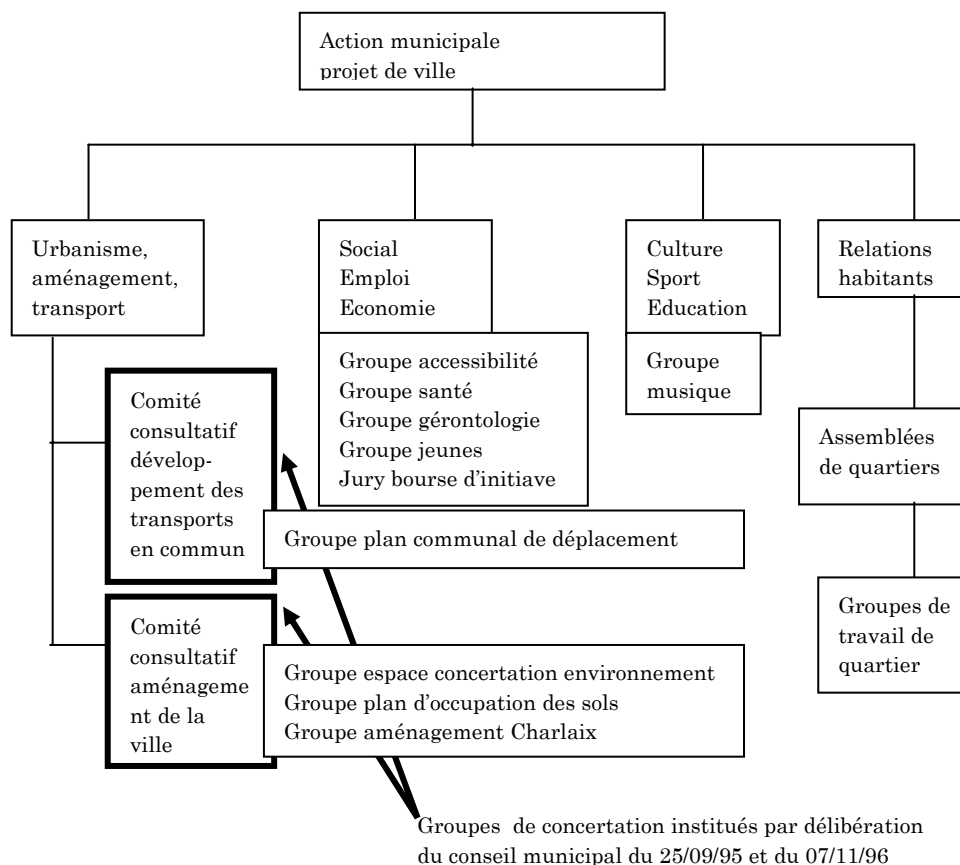 Action municipale
projet de ville
Urbanisme,
aménagement,
transport
Social
Emploi
Economie
Culture
Sport
Education
Relations
habitants
Groupe accessibilité
Groupe santé
Groupe gérontologie
Groupe jeunes
Jury bourse d'initiave
Groupe
musique
Comité
consultatif
dévelop-
pement des
transports
en commun
Assemblées
de quartiers
Groupe plan communal de déplacement
Groupes de
travail de
quartier
Comité
consultatif
aménageme
nt de la
ville
Groupe espace concertation environnement
Groupe plan d'occupation des sols
Groupe aménagement Charlaix
Groupes de concertation institués par délibération
du conseil municipal du 25/09/95 et du 07/11/96